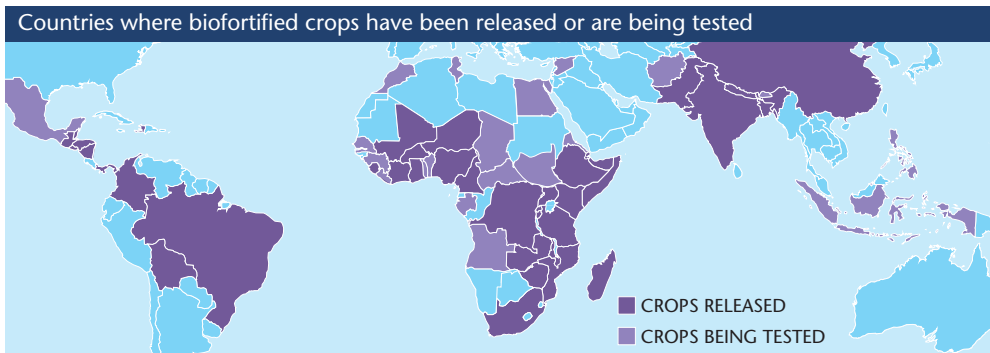 Countries where biofortified crops have been released or are being tested
CROPS RELEASED
CROPS BEING TESTED